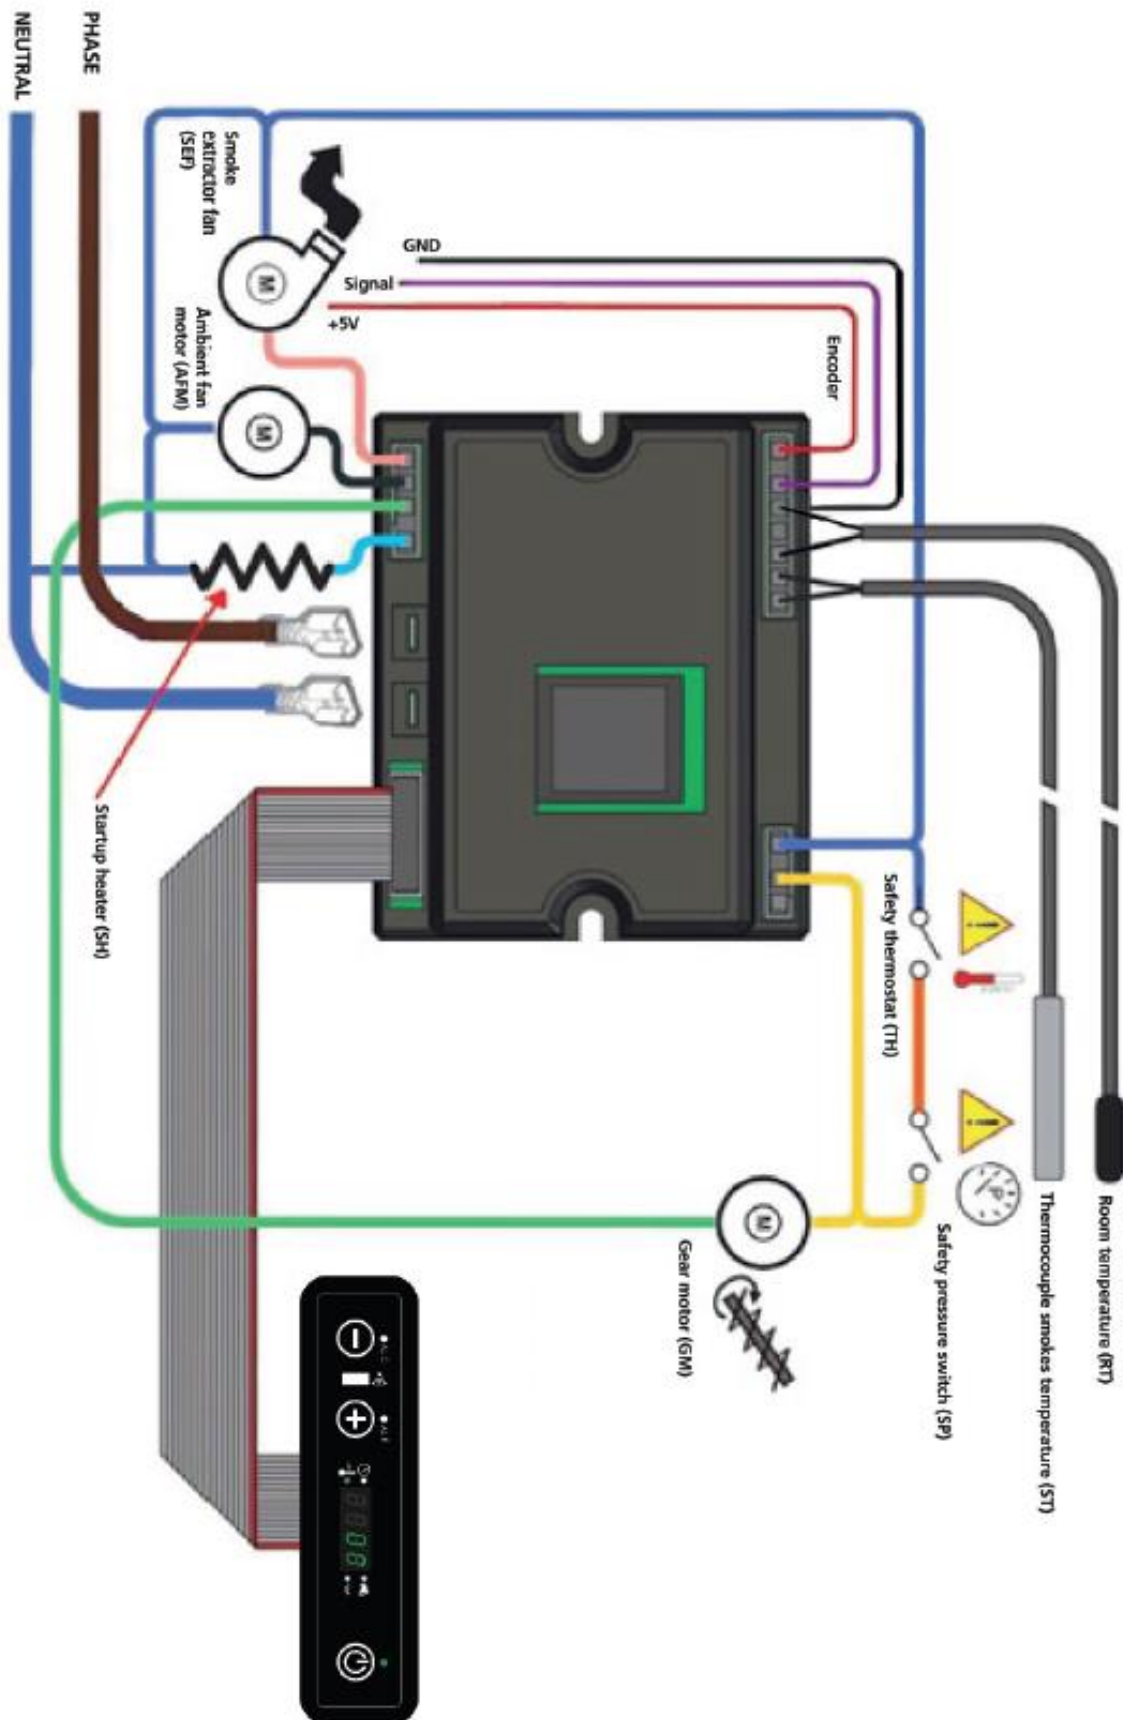 NEUTRAL
PHASE
Smoke
extractor fan
(SEF)
GND
Signal
+5V
Encoder
Ambient fan
motor (AFM)
M
M
Startup heater (SH)
Safety thermostat (TH)
Safety pressure switch (SP)
Thermocouple smokes temperature (ST)
Room temperature (RT)
P
M
Gear motor (GM)